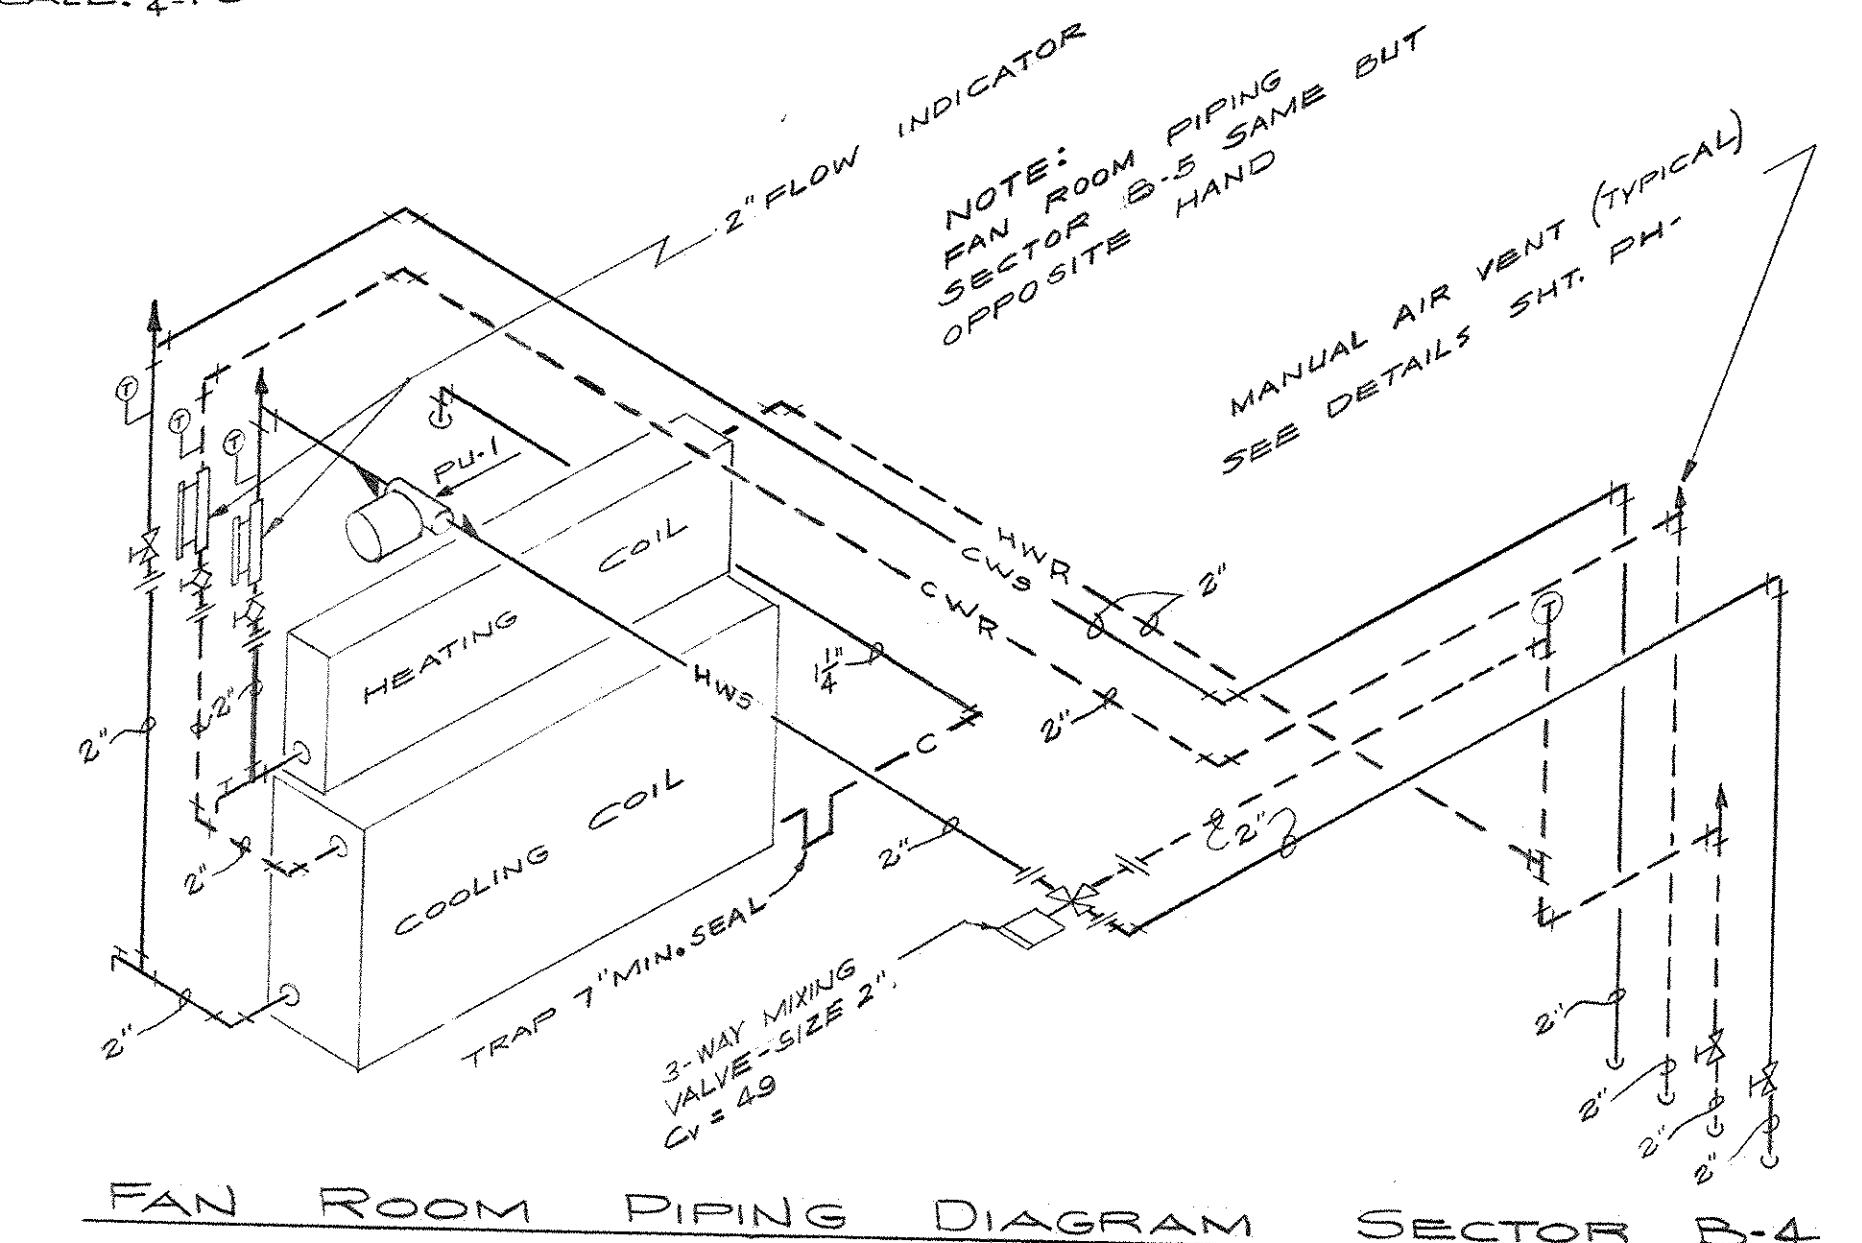 2" FLOW INDICATOR
NOTE:
FAN ROOM PIPING
SECTOR B-5 SAME BUT
OPPOSITE HAND
MANUAL AIR VENT (TYPICAL)
SEE DETAILS SHT. PH-
T
T
T
PU-1
HEATING COIL
COOLING COIL
HWR
CWS
CWR
HWS
C
T
2"
1 1/4"
2"
2"
2"
2"
2"
2"
2"
2"
2"
2"
2"
2"
TRAP 7" MIN. SEAL
3-WAY MIXING
VALVE-SIZE 2".
Cv = 49
FAN ROOM PIPING DIAGRAM SECTOR B-4